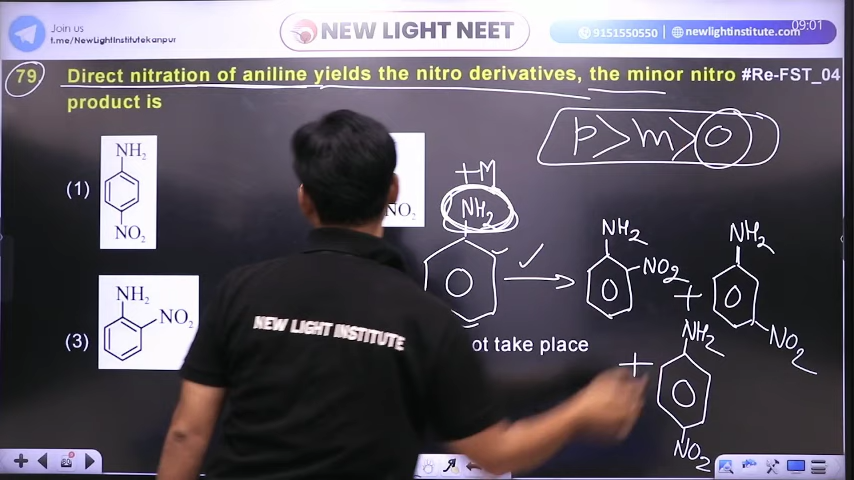 Join us
t.me/NewLightInstitutekanpur
NEW LIGHT NEET
9151550550 | newlightinstitute.com
09:01
79 Direct nitration of aniline yields the nitro derivatives, the minor nitro #Re-FST_04
product is
p > m > o
(1)
NH2
NO2
NO2
+M
NH2
NH2
NO2
+
NH2
NO2
(3)
NH2
NO2
ot take place
+
NH2
NO2
NEW LIGHT INSTITUTE